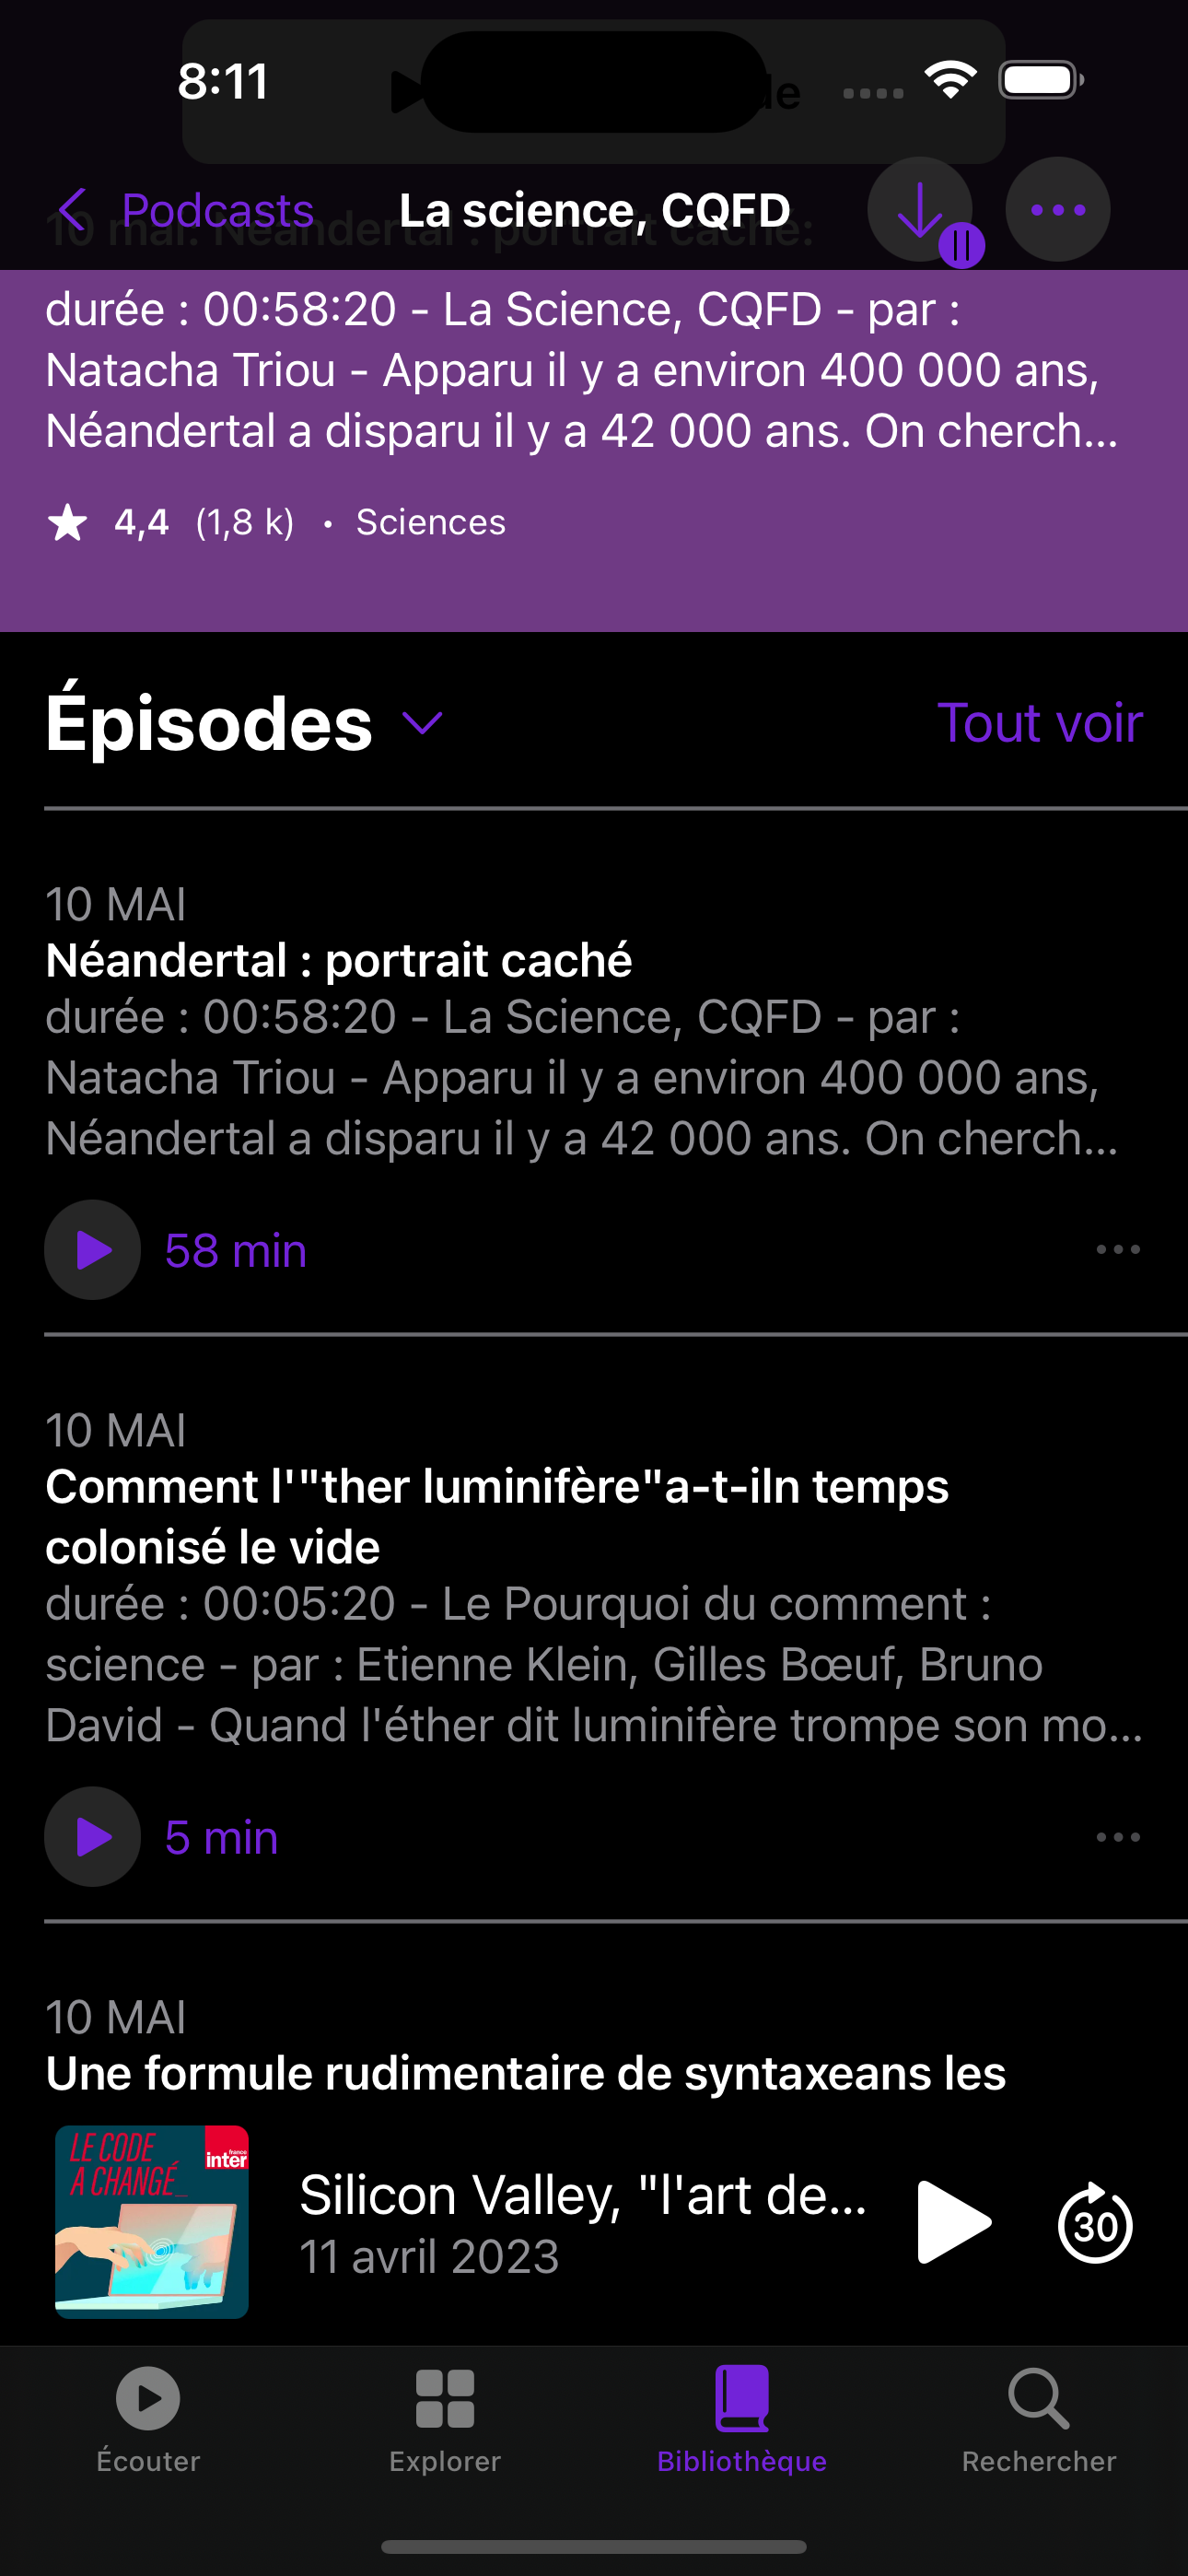 8:11
Podcasts
La science, CQFD
10 mai: Néandertal : portrait caché:
durée : 00:58:20 - La Science, CQFD - par :
Natacha Triou - Apparu il y a environ 400 000 ans,
Néandertal a disparu il y a 42 000 ans. On cherch...
4,4 (1,8 k) • Sciences
Épisodes
Tout voir
10 MAI
Néandertal : portrait caché
durée : 00:58:20 - La Science, CQFD - par :
Natacha Triou - Apparu il y a environ 400 000 ans,
Néandertal a disparu il y a 42 000 ans. On cherch...
58 min
10 MAI
Comment l'"ther luminifère"a-t-iln temps
colonisé le vide
durée : 00:05:20 - Le Pourquoi du comment :
science - par : Etienne Klein, Gilles Bœuf, Bruno
David - Quand l'éther dit luminifère trompe son mo...
5 min
10 MAI
Une formule rudimentaire de syntaxeans les
LE CODE
A CHANGÉ_
france
inter
Silicon Valley, "l'art de...
11 avril 2023
30
Écouter
Explorer
Bibliothèque
Rechercher